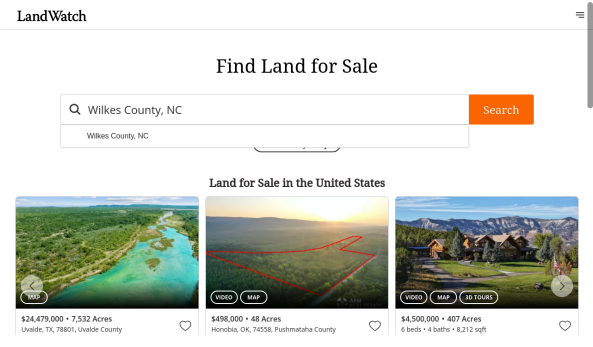 LandWatch
Find Land for Sale
Wilkes County, NC
Search
Wilkes County, NC
Land for Sale in the United States
MAP
VIDEO MAP
VIDEO MAP 3D TOURS
$24,479,000 • 7,532 Acres
Uvalde, TX, 78801, Uvalde County
$498,000 • 48 Acres
Honobia, OK, 74558, Pushmataha County
$4,500,000 • 407 Acres
6 beds • 4 baths • 8,212 sqft